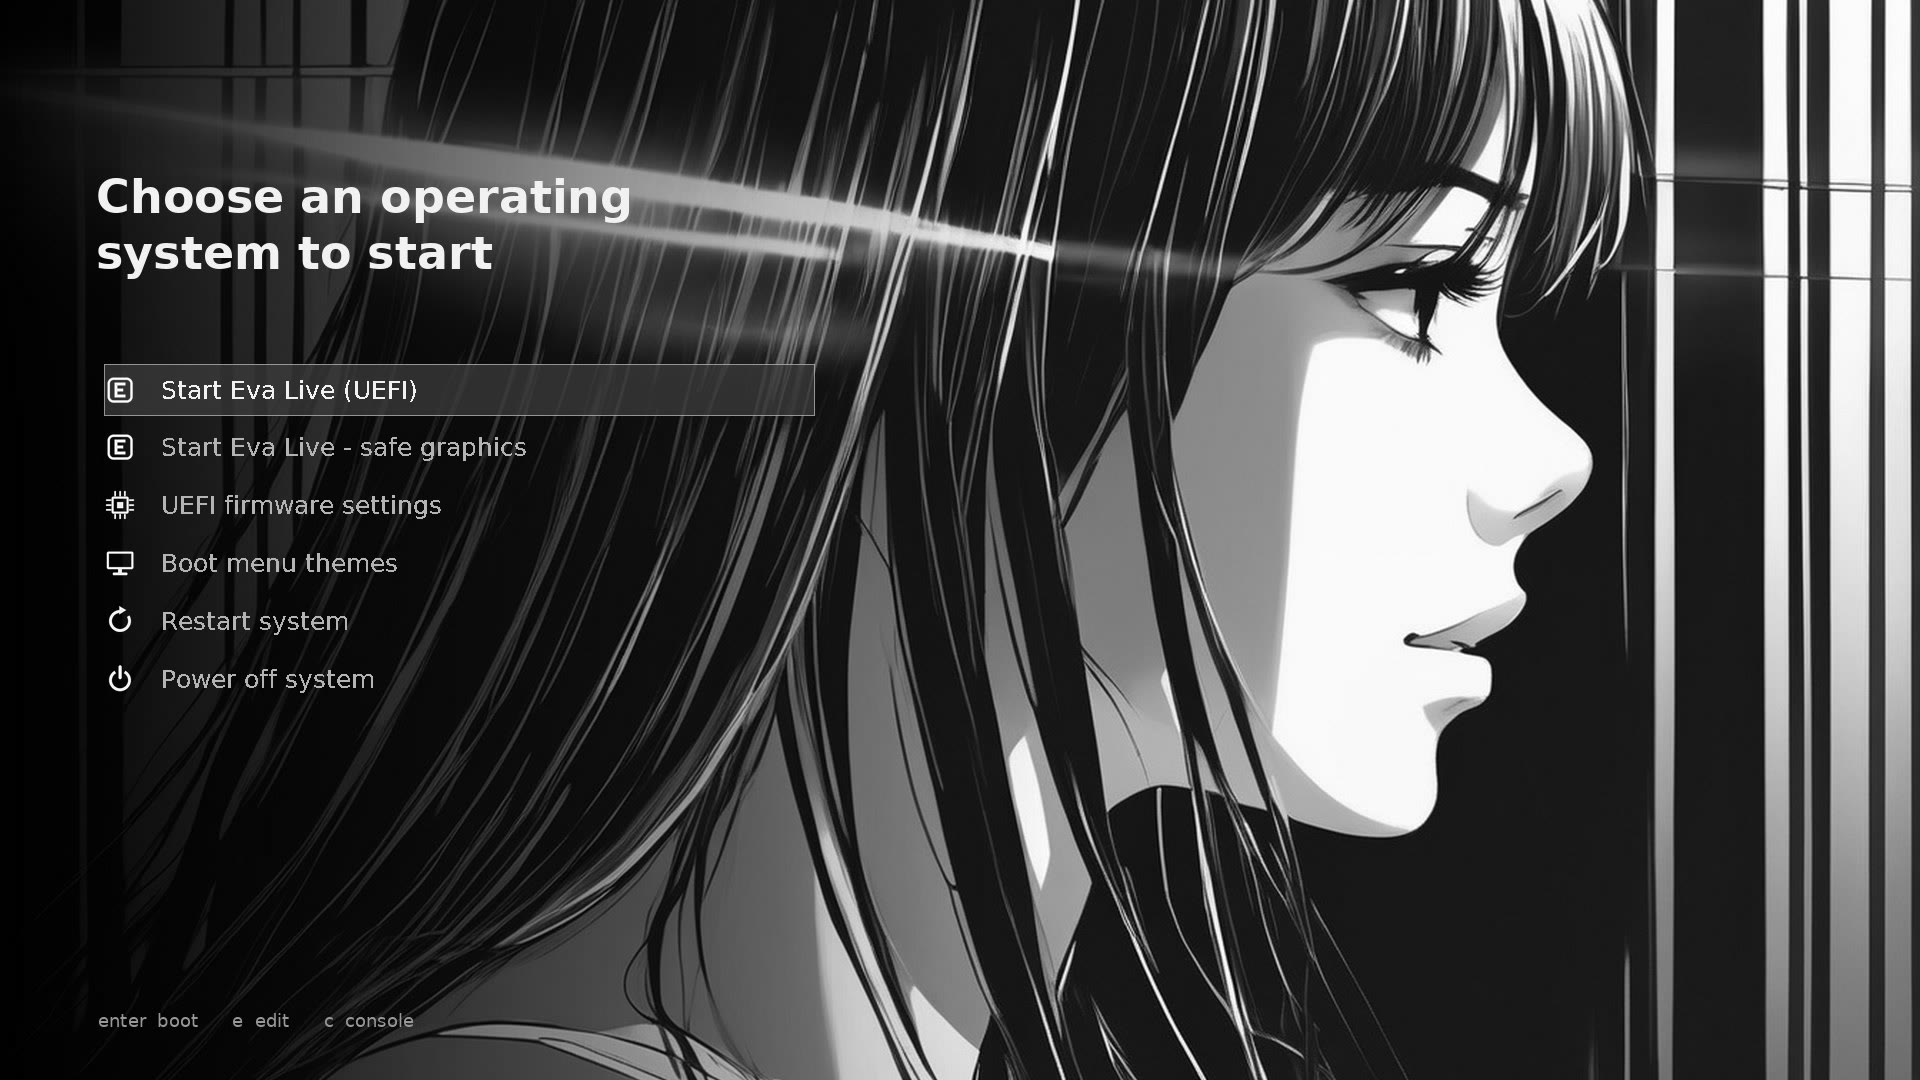 Choose an operating
system to start
E Start Eva Live (UEFI)
E Start Eva Live - safe graphics
UEFI firmware settings
Boot menu themes
Restart system
Power off system
enter boot e edit c console